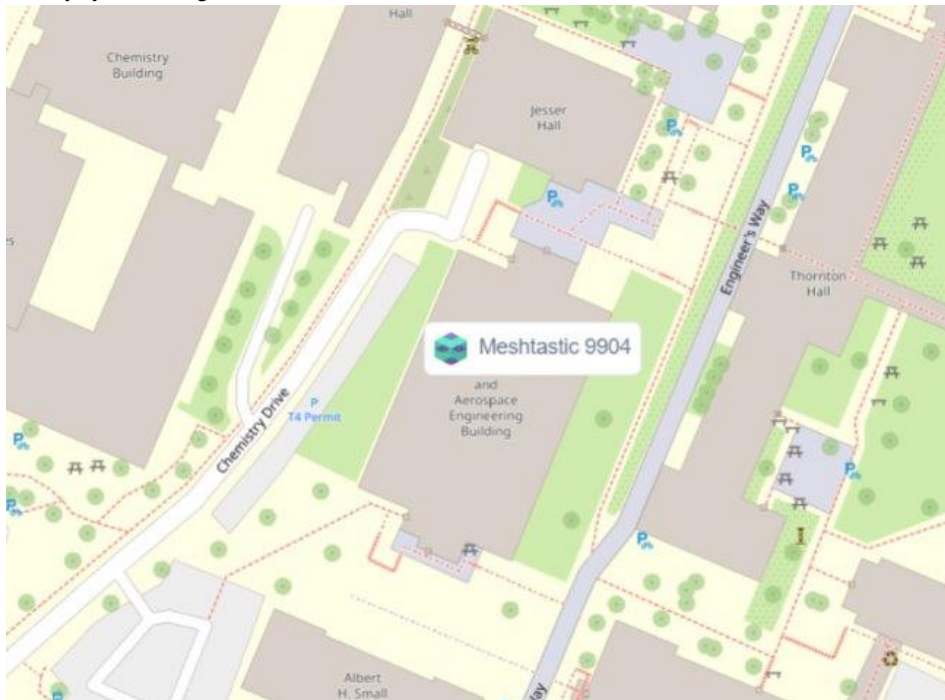 Hall
Chemistry
Building
Jesser
Hall
P
P
P
P
Engineer's Way
Thornton
Hall
Meshtastic 9904
and
Aerospace
Engineering
Building
P
T4 Permit
Chemistry Drive
P
P
P
P
Albert
H. Small